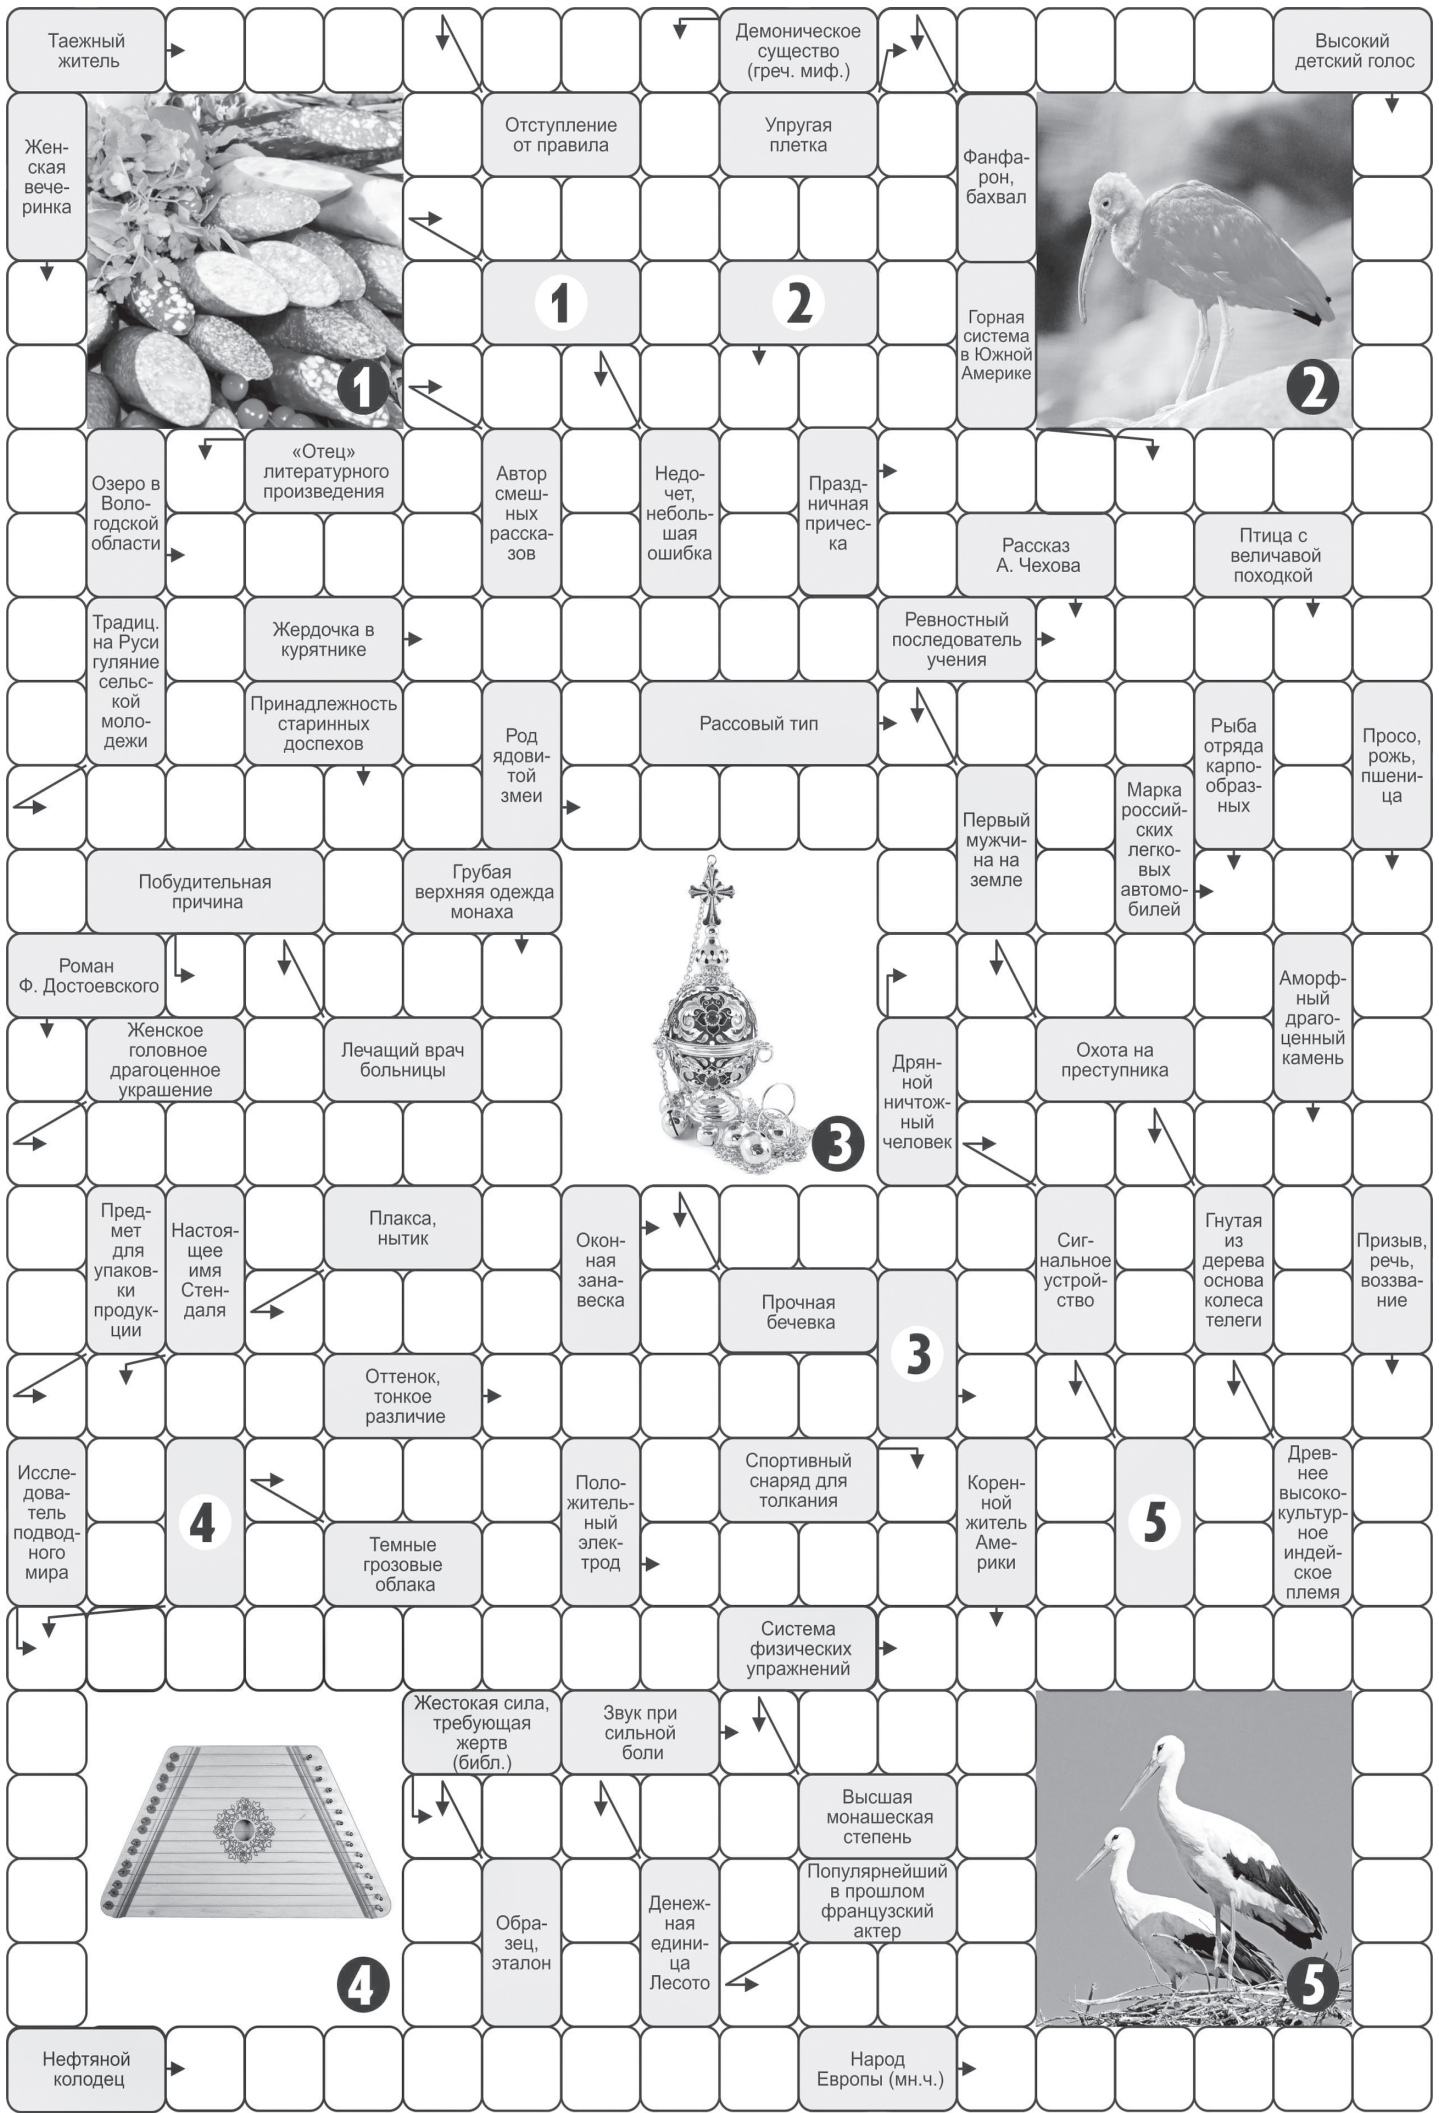 Таежный
житель
Демоническое
существо
(греч. миф.)
Высокий
детский голос
Жен-
ская
вече-
ринка
Отступление
от правила
Упругая
плетка
Фанфа-
рон,
бахвал
1
2
Горная
система
в Южной
Америке
1
2
Озеро в
Воло-
годской
области
«Отец»
литературного
произведения
Автор
смеш-
ных
расска-
зов
Недо-
чет,
неболь-
шая
ошибка
Празд-
ничная
причес-
ка
Рассказ
А. Чехова
Птица с
величавой
походкой
Традиц.
на Руси
гуляние
сельс-
кой
моло-
дежи
Жердочка в
курятнике
Ревностный
последователь
учения
Принадлежность
старинных
доспехов
Род
ядови-
той
змеи
Рассовый тип
Рыба
отряда
карпо-
образ-
ных
Просо,
рожь,
пшени-
ца
Первый
мужчи-
на на
земле
Марка
россий-
ских
легко-
вых
автомо-
билей
Побудительная
причина
Грубая
верхняя одежда
монаха
Роман
Ф. Достоевского
Аморф-
ный
драго-
ценный
камень
Женское
головное
драгоценное
украшение
Лечащий врач
больницы
Дрян-
ной
ничтож-
ный
человек
Охота на
преступника
3
Пред-
мет
для
упаков-
ки
продук-
ции
Настоя-
щее
имя
Стен-
даля
Плакса,
нытик
Окон-
ная
зана-
веска
Сиг-
нальное
устрой-
ство
Гнутая
из
дерева
основа
колеса
телеги
Призыв,
речь,
воззва-
ние
Прочная
бечевка
3
Оттенок,
тонкое
различие
Иссле-
дова-
тель
подвод-
ного
мира
4
Поло-
житель-
ный
элек-
трод
Спортивный
снаряд для
толкания
Корен-
ной
житель
Аме-
рики
5
Древ-
нее
высоко-
культур-
ное
индей-
ское
племя
Темные
грозовые
облака
Система
физических
упражнений
Жестокая сила,
требующая
жертв
(библ.)
Звук при
сильной
боли
Высшая
монашеская
степень
Обра-
зец,
эталон
Денеж-
ная
едини-
ца
Лесото
Популярнейший
в прошлом
французский
актер
4
5
Нефтяной
колодец
Народ
Европы (мн.ч.)